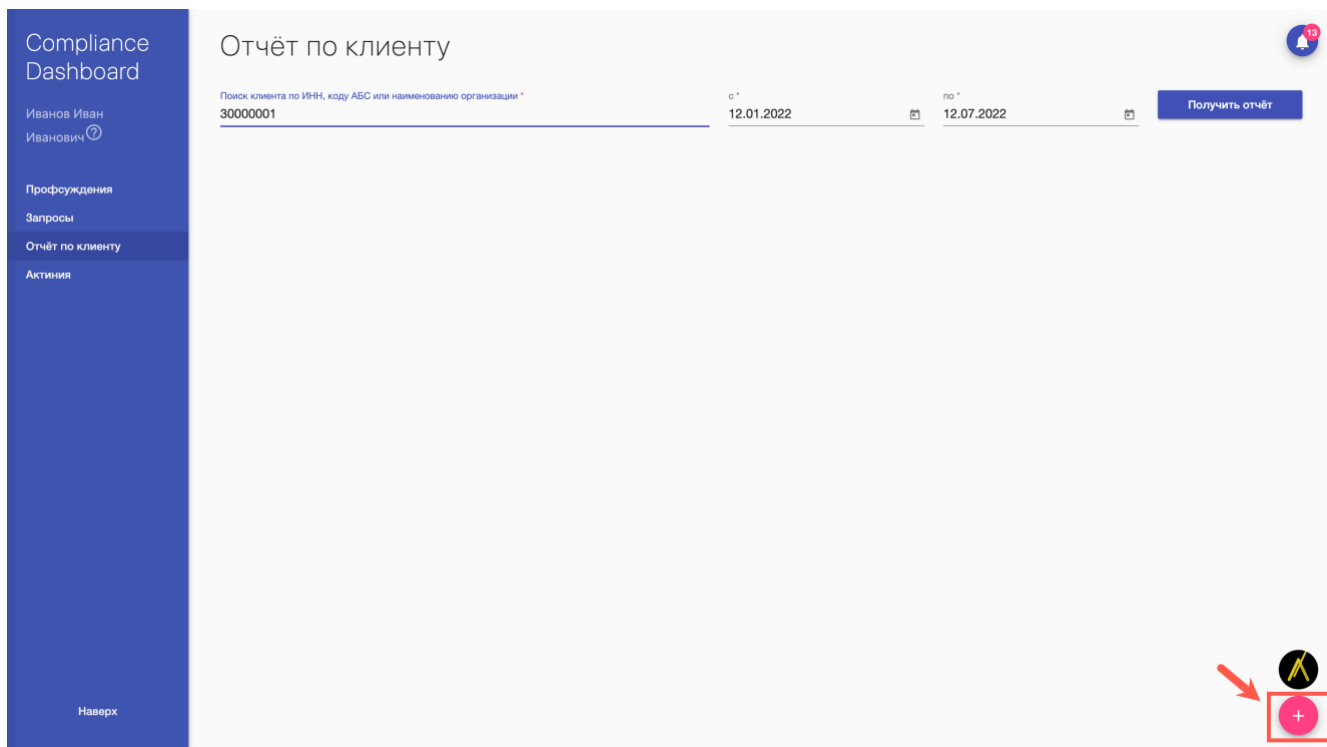 Compliance
Dashboard
Иванов Иван
Иванович
Профсуждения
Запросы
Отчёт по клиенту
Актиния
Наверх
Отчёт по клиенту
13
Поиск клиента по ИНН, коду АБС или наименованию организации *
30000001
с *
12.01.2022
по *
12.07.2022
Получить отчёт